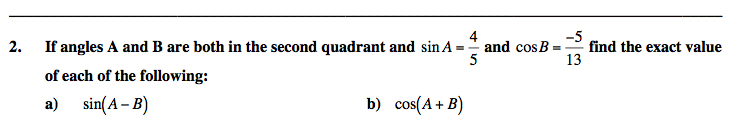 2. If angles A and B are both in the second quadrant and sin A = 4/5 and cos B = -5/13 find the exact value
of each of the following:
a) sin(A – B) b) cos(A + B)